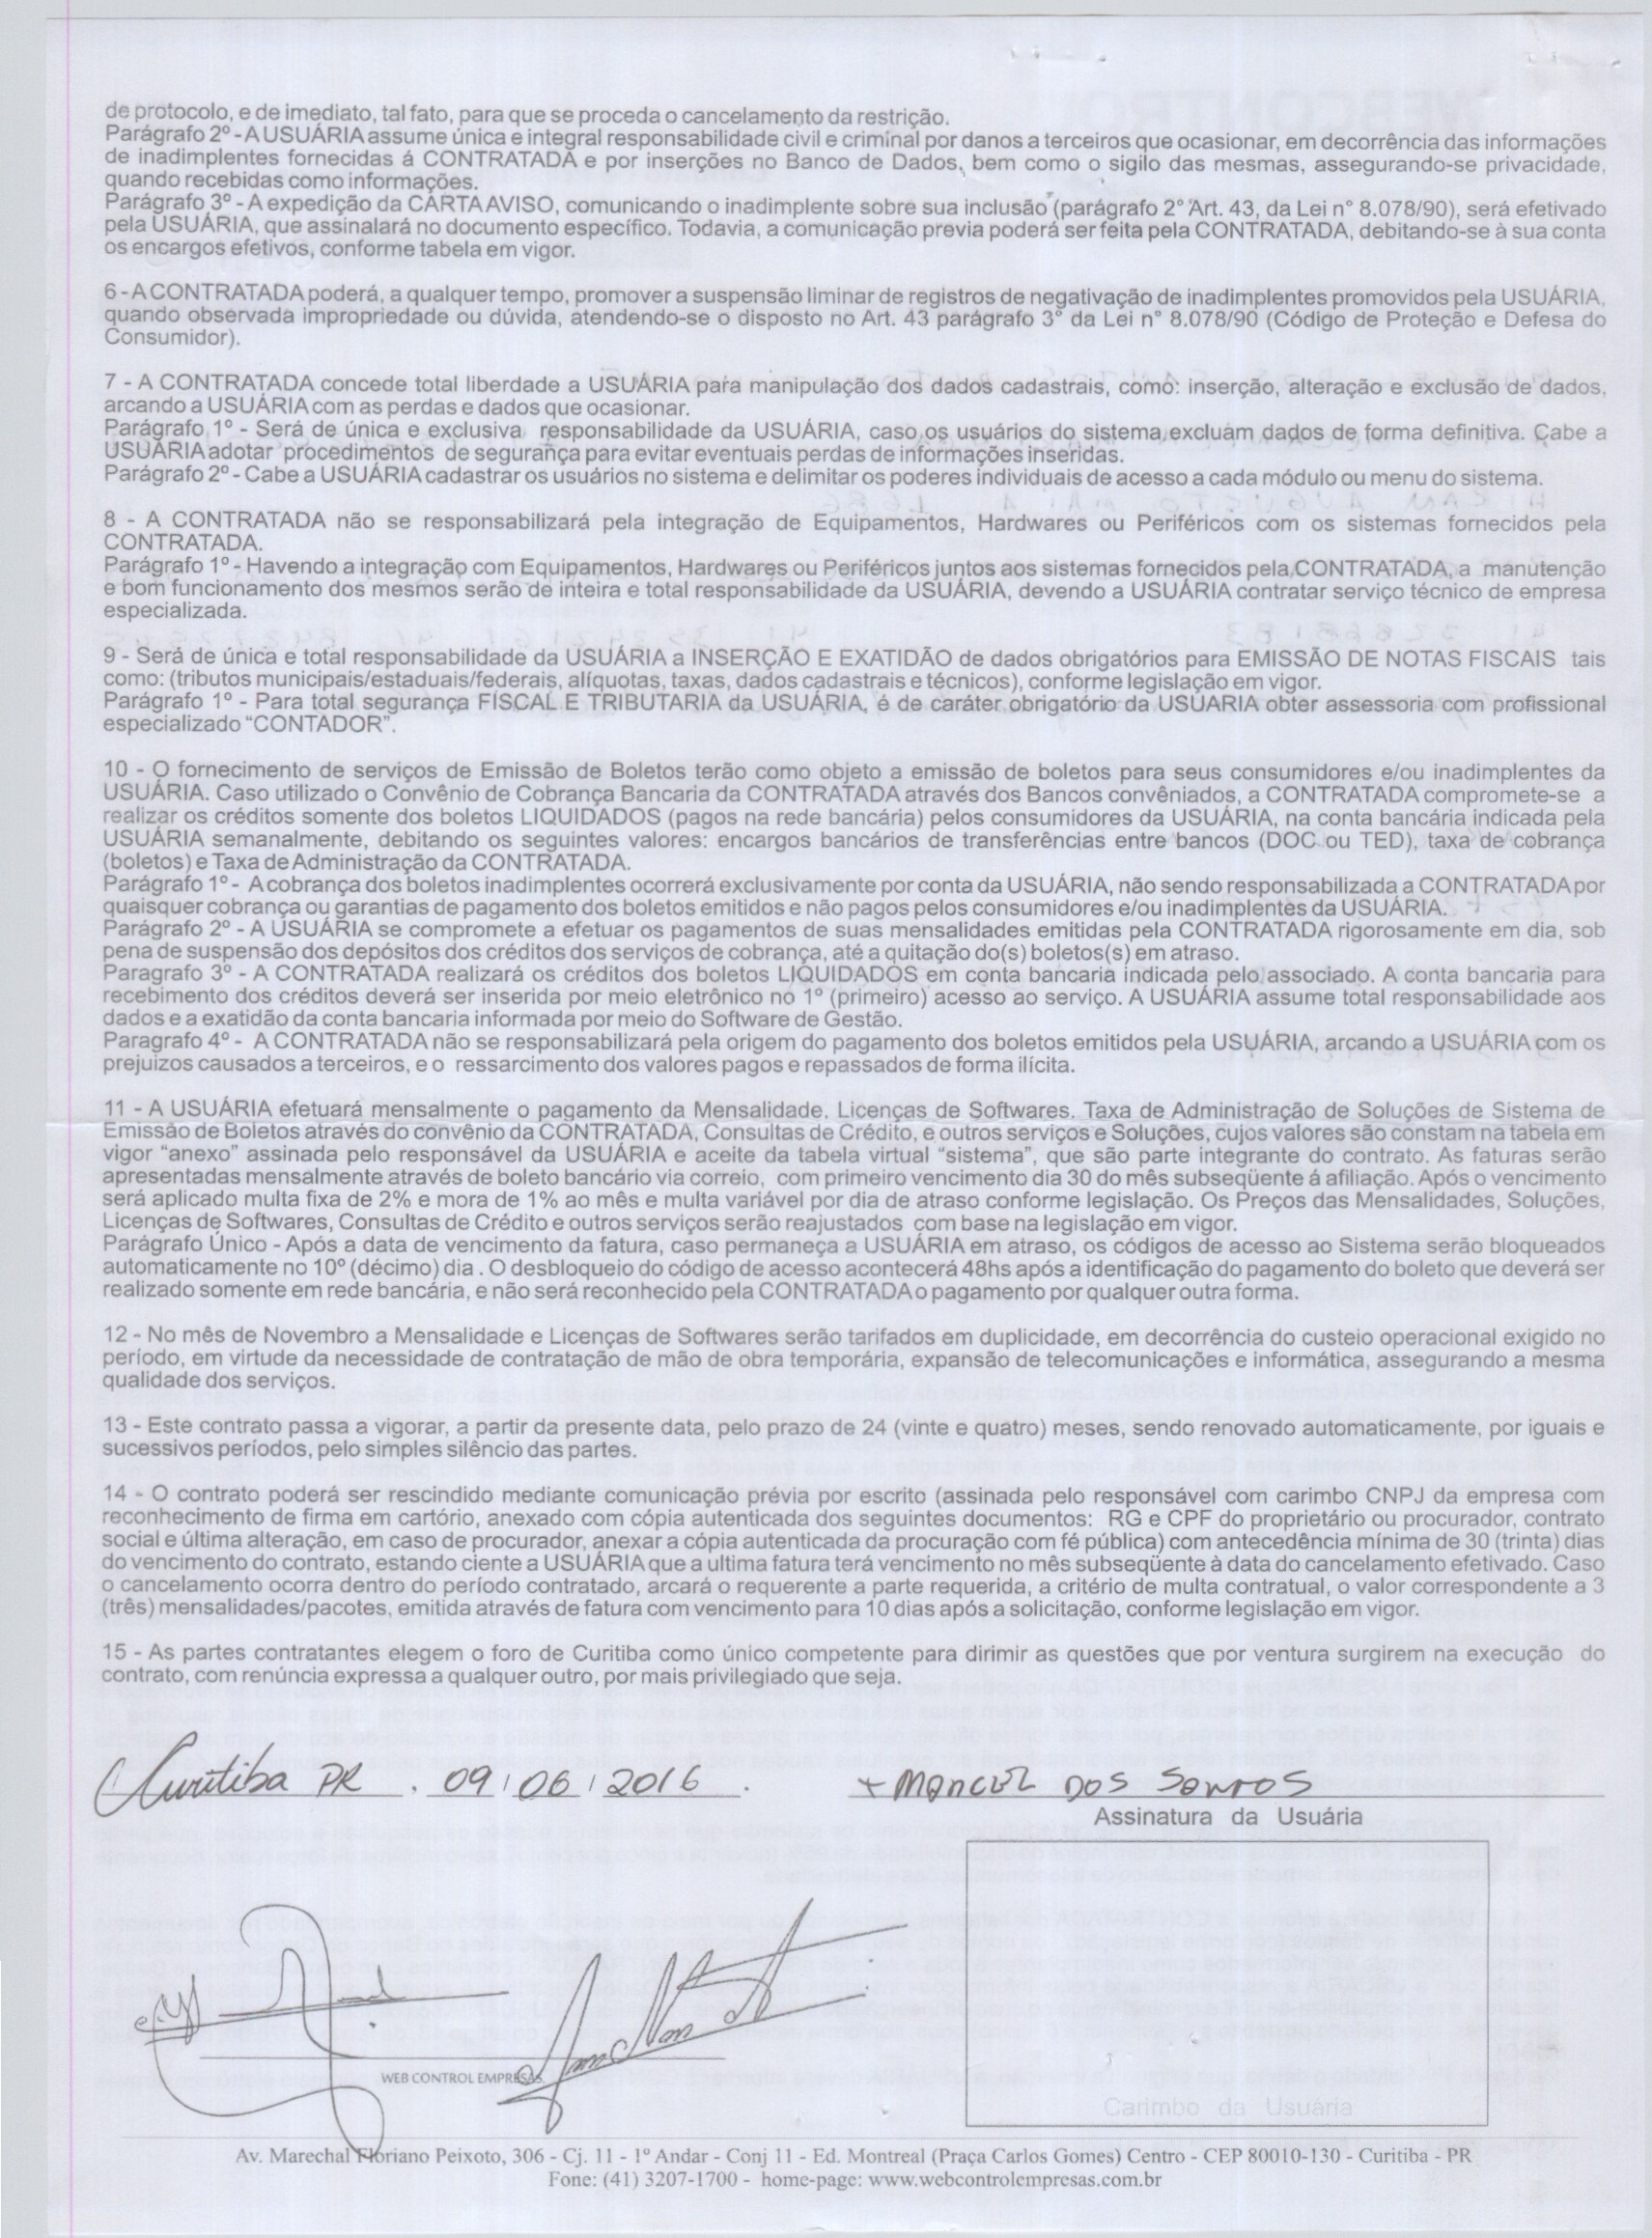 de protocolo, e de imediato, tal fato, para que se proceda o cancelamento da restrição.
Parágrafo 2º - A USUÁRIA assume única e integral responsabilidade civil e criminal por danos a terceiros que ocasionar, em decorrência das informações
de inadimplentes fornecidas á CONTRATADA e por inserções no Banco de Dados, bem como o sigilo das mesmas, assegurando-se privacidade,
quando recebidas como informações.
Parágrafo 3º - A expedição da CARTA AVISO, comunicando o inadimplente sobre sua inclusão (parágrafo 2º Art. 43, da Lei n° 8.078/90), será efetivado
pela USUÁRIA, que assinalará no documento específico. Todavia, a comunicação previa poderá ser feita pela CONTRATADA, debitando-se à sua conta
os encargos efetivos, conforme tabela em vigor.
6 - A CONTRATADA poderá, a qualquer tempo, promover a suspensão liminar de registros de negativação de inadimplentes promovidos pela USUÁRIA,
quando observada impropriedade ou dúvida, atendendo-se o disposto no Art. 43 parágrafo 3° da Lei n° 8.078/90 (Código de Proteção e Defesa do
Consumidor).
7 - A CONTRATADA concede total liberdade a USUÁRIA para manipulação dos dados cadastrais, como: inserção, alteração e exclusão de dados,
arcando a USUÁRIA com as perdas e dados que ocasionar.
Parágrafo 1º - Será de única e exclusiva responsabilidade da USUÁRIA, caso os usuários do sistema excluam dados de forma definitiva. Cabe a
USUÁRIA adotar procedimentos de segurança para evitar eventuais perdas de informações inseridas.
Parágrafo 2º - Cabe a USUÁRIA cadastrar os usuários no sistema e delimitar os poderes individuais de acesso a cada módulo ou menu do sistema.
8 - A CONTRATADA não se responsabilizará pela integração de Equipamentos, Hardwares ou Periféricos com os sistemas fornecidos pela
CONTRATADA.
Parágrafo 1º - Havendo a integração com Equipamentos, Hardwares ou Periféricos juntos aos sistemas fornecidos pela CONTRATADA, a manutenção
e bom funcionamento dos mesmos serão de inteira e total responsabilidade da USUÁRIA, devendo a USUÁRIA contratar serviço técnico de empresa
especializada.
9 - Será de única e total responsabilidade da USUÁRIA a INSERÇÃO E EXATIDÃO de dados obrigatórios para EMISSÃO DE NOTAS FISCAIS tais
como: (tributos municipais/estaduais/federais, alíquotas, taxas, dados cadastrais e técnicos), conforme legislação em vigor.
Parágrafo 1º - Para total segurança FISCAL E TRIBUTARIA da USUÁRIA, é de caráter obrigatório da USUARIA obter assessoria com profissional
especializado “CONTADOR”.
10 - O fornecimento de serviços de Emissão de Boletos terão como objeto a emissão de boletos para seus consumidores e/ou inadimplentes da
USUÁRIA. Caso utilizado o Convênio de Cobrança Bancaria da CONTRATADA através dos Bancos convêniados, a CONTRATADA compromete-se a
realizar os créditos somente dos boletos LIQUIDADOS (pagos na rede bancária) pelos consumidores da USUÁRIA, na conta bancária indicada pela
USUÁRIA semanalmente, debitando os seguintes valores: encargos bancários de transferências entre bancos (DOC ou TED), taxa de cobrança
(boletos) e Taxa de Administração da CONTRATADA.
Parágrafo 1º - A cobrança dos boletos inadimplentes ocorrerá exclusivamente por conta da USUÁRIA, não sendo responsabilizada a CONTRATADA por
quaisquer cobrança ou garantias de pagamento dos boletos emitidos e não pagos pelos consumidores e/ou inadimplentes da USUÁRIA.
Parágrafo 2º - A USUÁRIA se compromete a efetuar os pagamentos de suas mensalidades emitidas pela CONTRATADA rigorosamente em dia, sob
pena de suspensão dos depósitos dos créditos dos serviços de cobrança, até a quitação do(s) boletos(s) em atraso.
Paragrafo 3º - A CONTRATADA realizará os créditos dos boletos LIQUIDADOS em conta bancaria indicada pelo associado. A conta bancaria para
recebimento dos créditos deverá ser inserida por meio eletrônico no 1º (primeiro) acesso ao serviço. A USUÁRIA assume total responsabilidade aos
dados e a exatidão da conta bancaria informada por meio do Software de Gestão.
Paragrafo 4º - A CONTRATADA não se responsabilizará pela origem do pagamento dos boletos emitidos pela USUÁRIA, arcando a USUÁRIA com os
prejuizos causados a terceiros, e o ressarcimento dos valores pagos e repassados de forma ilícita.
11 - A USUÁRIA efetuará mensalmente o pagamento da Mensalidade, Licenças de Softwares, Taxa de Administração de Soluções de Sistema de
Emissão de Boletos através do convênio da CONTRATADA, Consultas de Crédito, e outros serviços e Soluções, cujos valores são constam na tabela em
vigor “anexo” assinada pelo responsável da USUÁRIA e aceite da tabela virtual “sistema”, que são parte integrante do contrato. As faturas serão
apresentadas mensalmente através de boleto bancário via correio, com primeiro vencimento dia 30 do mês subseqüente á afiliação. Após o vencimento
será aplicado multa fixa de 2% e mora de 1% ao mês e multa variável por dia de atraso conforme legislação. Os Preços das Mensalidades, Soluções,
Licenças de Softwares, Consultas de Crédito e outros serviços serão reajustados com base na legislação em vigor.
Parágrafo Único - Após a data de vencimento da fatura, caso permaneça a USUÁRIA em atraso, os códigos de acesso ao Sistema serão bloqueados
automaticamente no 10º (décimo) dia . O desbloqueio do código de acesso acontecerá 48hs após a identificação do pagamento do boleto que deverá ser
realizado somente em rede bancária, e não será reconhecido pela CONTRATADA o pagamento por qualquer outra forma.
12 - No mês de Novembro a Mensalidade e Licenças de Softwares serão tarifados em duplicidade, em decorrência do custeio operacional exigido no
período, em virtude da necessidade de contratação de mão de obra temporária, expansão de telecomunicações e informática, assegurando a mesma
qualidade dos serviços.
13 - Este contrato passa a vigorar, a partir da presente data, pelo prazo de 24 (vinte e quatro) meses, sendo renovado automaticamente, por iguais e
sucessivos períodos, pelo simples silêncio das partes.
14 - O contrato poderá ser rescindido mediante comunicação prévia por escrito (assinada pelo responsável com carimbo CNPJ da empresa com
reconhecimento de firma em cartório, anexado com cópia autenticada dos seguintes documentos: RG e CPF do proprietário ou procurador, contrato
social e última alteração, em caso de procurador, anexar a cópia autenticada da procuração com fé pública) com antecedência mínima de 30 (trinta) dias
do vencimento do contrato, estando ciente a USUÁRIA que a ultima fatura terá vencimento no mês subseqüente à data do cancelamento efetivado. Caso
o cancelamento ocorra dentro do período contratado, arcará o requerente a parte requerida, a critério de multa contratual, o valor correspondente a 3
(três) mensalidades/pacotes, emitida através de fatura com vencimento para 10 dias após a solicitação, conforme legislação em vigor.
15 - As partes contratantes elegem o foro de Curitiba como único competente para dirimir as questões que por ventura surgirem na execução do
contrato, com renúncia expressa a qualquer outro, por mais privilegiado que seja.
Curitiba PR . 09 / 06 / 2016 . DOS Santos
Assinatura da Usuária
WEB CONTROL EMPRESAS
Carimbo da Usuária
Av. Marechal Floriano Peixoto, 306 - Cj. 11 - 1º Andar - Conj 11 - Ed. Montreal (Praça Carlos Gomes) Centro - CEP 80010-130 - Curitiba - PR
Fone: (41) 3207-1700 - home-page: www.webcontrolempresas.com.br